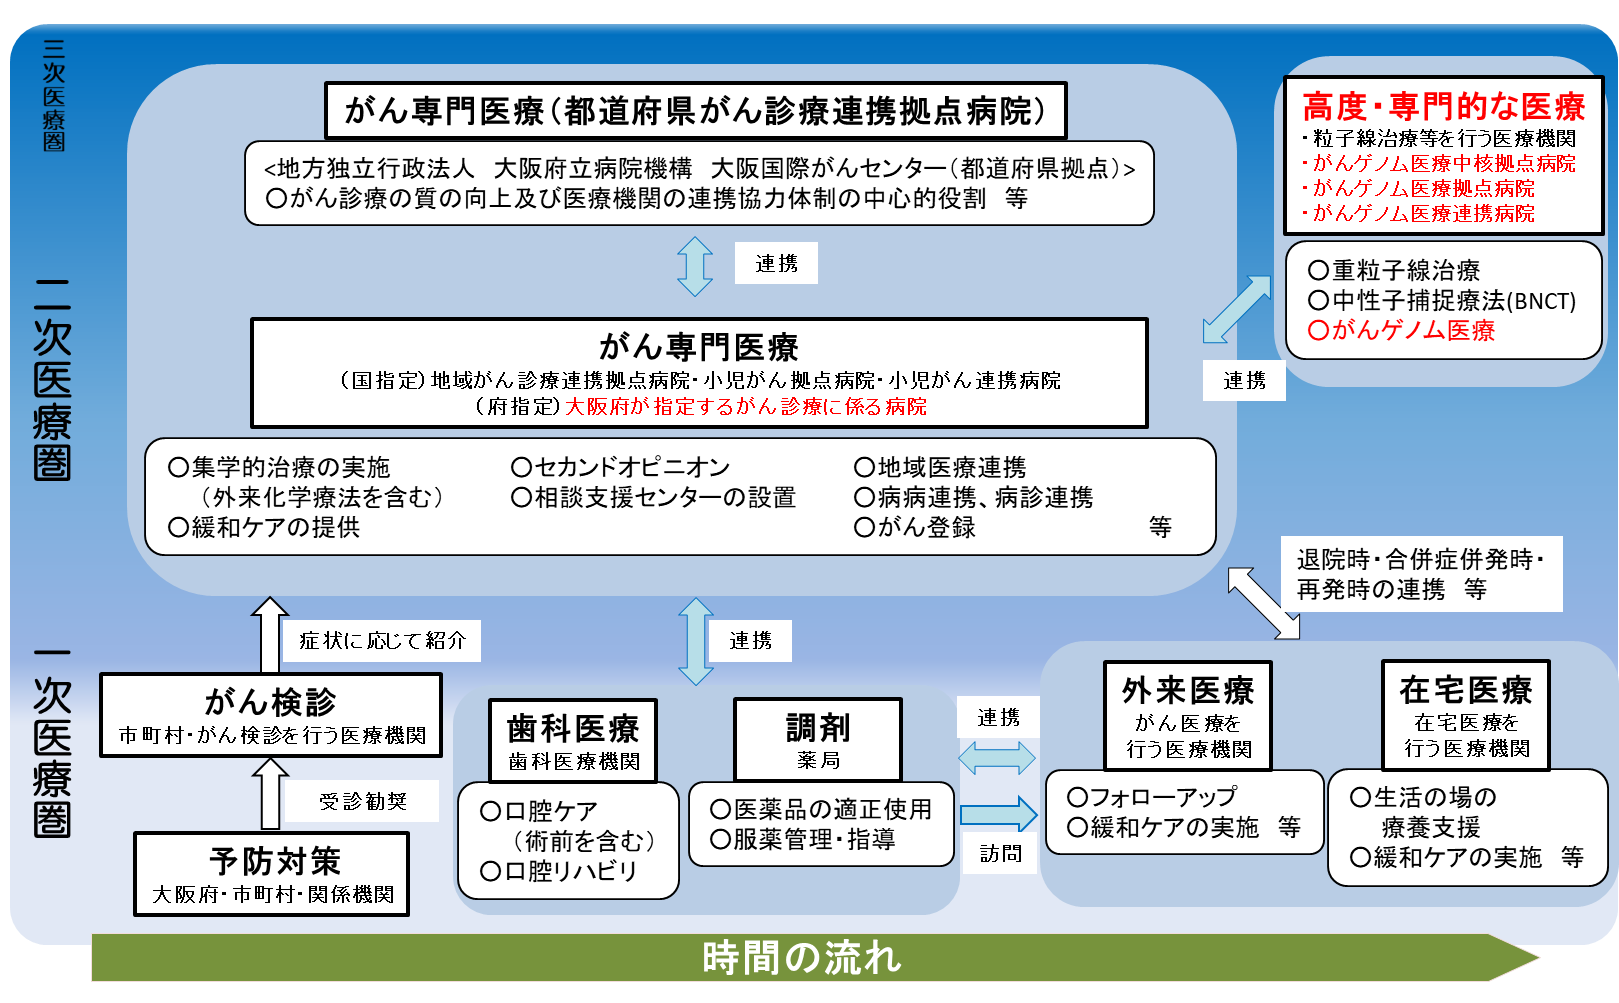 三次医療圏
がん専門医療（都道府県がん診療連携拠点病院）
<地方独立行政法人　大阪府立病院機構　大阪国際がんセンター（都道府県拠点）>
○がん診療の質の向上及び医療機関の連携協力体制の中心的役割　等
連携
高度・専門的な医療
・粒子線治療等を行う医療機関
・がんゲノム医療中核拠点病院
・がんゲノム医療拠点病院
・がんゲノム医療連携病院
○重粒子線治療
○中性子捕捉療法(BNCT)
○がんゲノム医療
連携
二次医療圏
がん専門医療
（国指定）地域がん診療連携拠点病院・小児がん拠点病院・小児がん連携病院
（府指定）大阪府が指定するがん診療に係る病院
○集学的治療の実施
（外来化学療法を含む）
○緩和ケアの提供
○セカンドオピニオン
○相談支援センターの設置
○地域医療連携
○病病連携、病診連携
○がん登録　等
退院時・合併症併発時・
再発時の連携　等
症状に応じて紹介
連携
一次医療圏
がん検診
市町村・がん検診を行う医療機関
受診勧奨
予防対策
大阪府・市町村・関係機関
歯科医療
歯科医療機関
○口腔ケア
（術前を含む）
○口腔リハビリ
調剤
薬局
○医薬品の適正使用
○服薬管理・指導
連携
訪問
外来医療
がん医療を
行う医療機関
○フォローアップ
○緩和ケアの実施　等
在宅医療
在宅医療を
行う医療機関
○生活の場の
療養支援
○緩和ケアの実施　等
時間の流れ